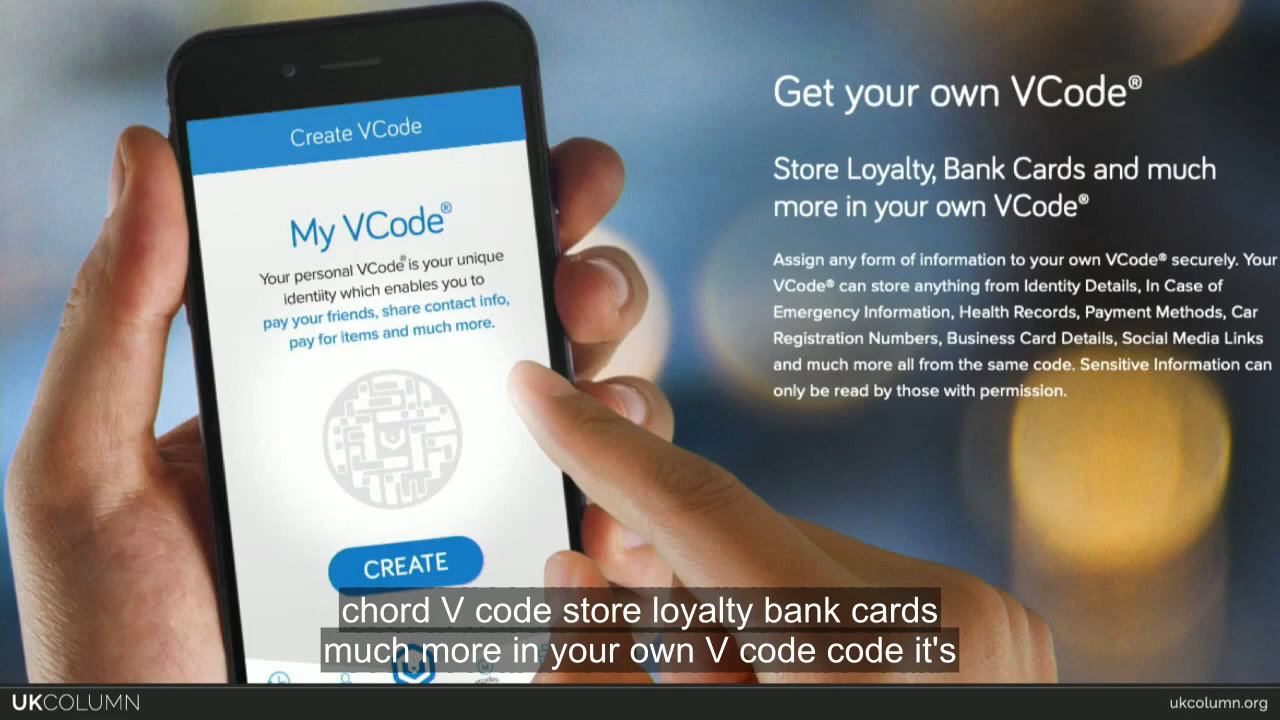 Create VCode
My VCode®
Your personal VCode® is your unique
identiity which enables you to
pay your friends, share contact info,
pay for items and much more.
CREATE
Get your own VCode®
Store Loyalty, Bank Cards and much
more in your own VCode®
Assign any form of information to your own VCode® securely. Your
VCode® can store anything from Identity Details, In Case of
Emergency Information, Health Records, Payment Methods, Car
Registration Numbers, Business Card Details, Social Media Links
and much more all from the same code. Sensitive Information can
only be read by those with permission.
chord V code store loyalty bank cards
much more in your own V code code it's
UKCOLUMN
ukcolumn.org